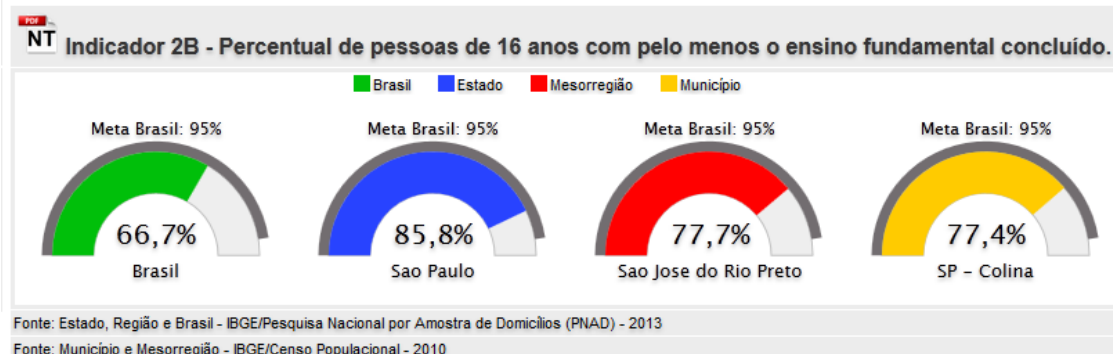 PDF
NT
Indicador 2B - Percentual de pessoas de 16 anos com pelo menos o ensino fundamental concluído.
Brasil Estado Mesorregião Município
Meta Brasil: 95% Meta Brasil: 95% Meta Brasil: 95% Meta Brasil: 95%
66,7% 85,8% 77,7% 77,4%
Brasil Sao Paulo Sao Jose do Rio Preto SP - Colina
Fonte: Estado, Região e Brasil - IBGE/Pesquisa Nacional por Amostra de Domicílios (PNAD) - 2013
Fonte: Município e Mesorregião - IBGE/Censo Populacional - 2010